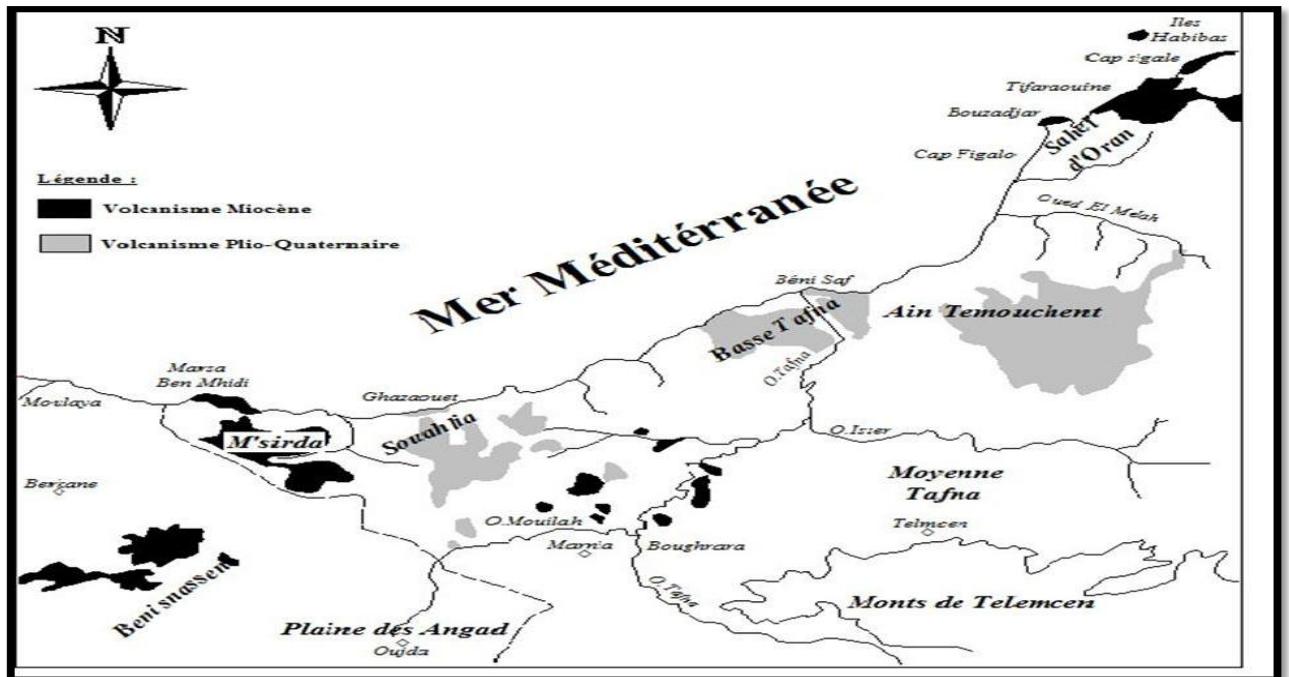 N
Iles
Habibas
Cap sigale
Tifaraouine
Bouzadjar
Sahel
d'Oran
Cap Figalo
Légende :
Volcanisme Miocène
Volcanisme Plio-Quaternaire
Mer Méditérranée
Oued El Melah
Béni Saf
Ain Temouchent
Basse Tafna
O.Tafna
Marsa
Ben Mhidi
Moulaya
Ghazaouet
Souahlia
M'sirda
O.Isser
Moyenne
Tafna
Berkane
O.Mouilah
Telmcen
Marnia
Boughrara
Beni snassen
O.Tafna
Monts de Telemcen
Plaine des Angad
Oujda